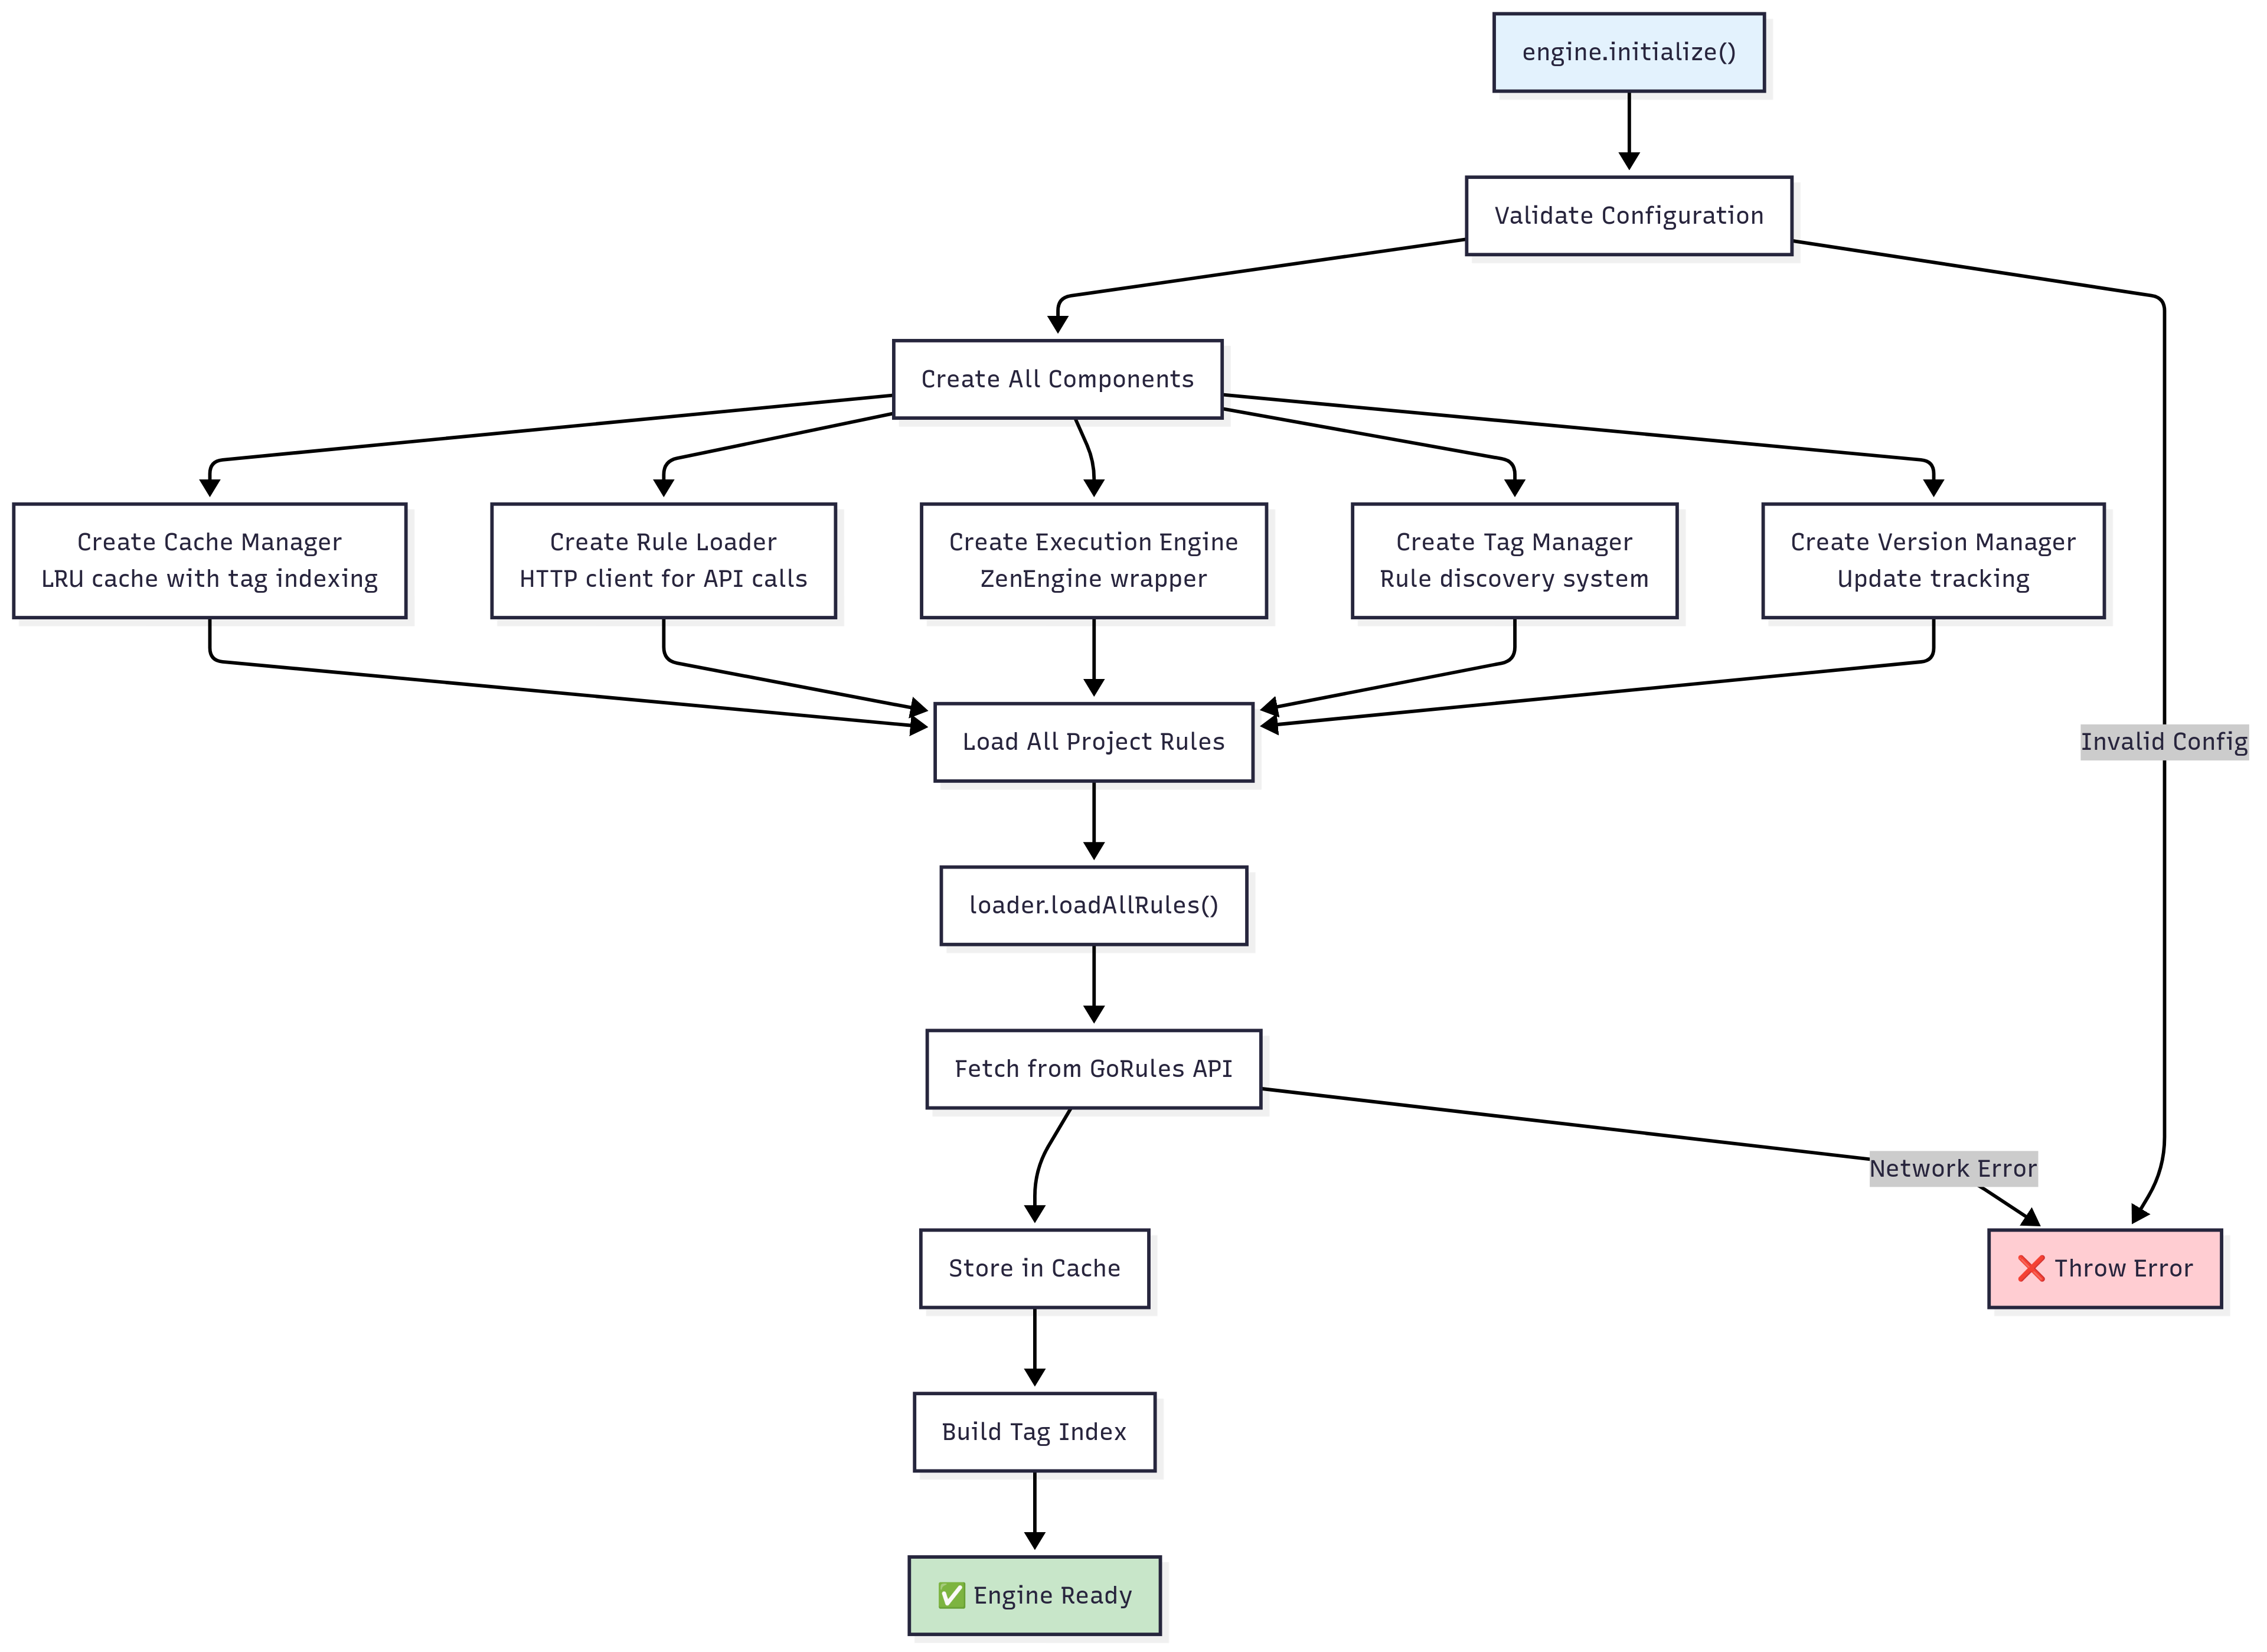 engine.initialize()
Validate Configuration
Create All Components
Create Cache Manager
LRU cache with tag indexing
Create Rule Loader
HTTP client for API calls
Create Execution Engine
ZenEngine wrapper
Create Tag Manager
Rule discovery system
Create Version Manager
Update tracking
Load All Project Rules
Invalid Config
loader.loadAllRules()
Fetch from GoRules API
Network Error
Store in Cache
❌ Throw Error
Build Tag Index
✅ Engine Ready